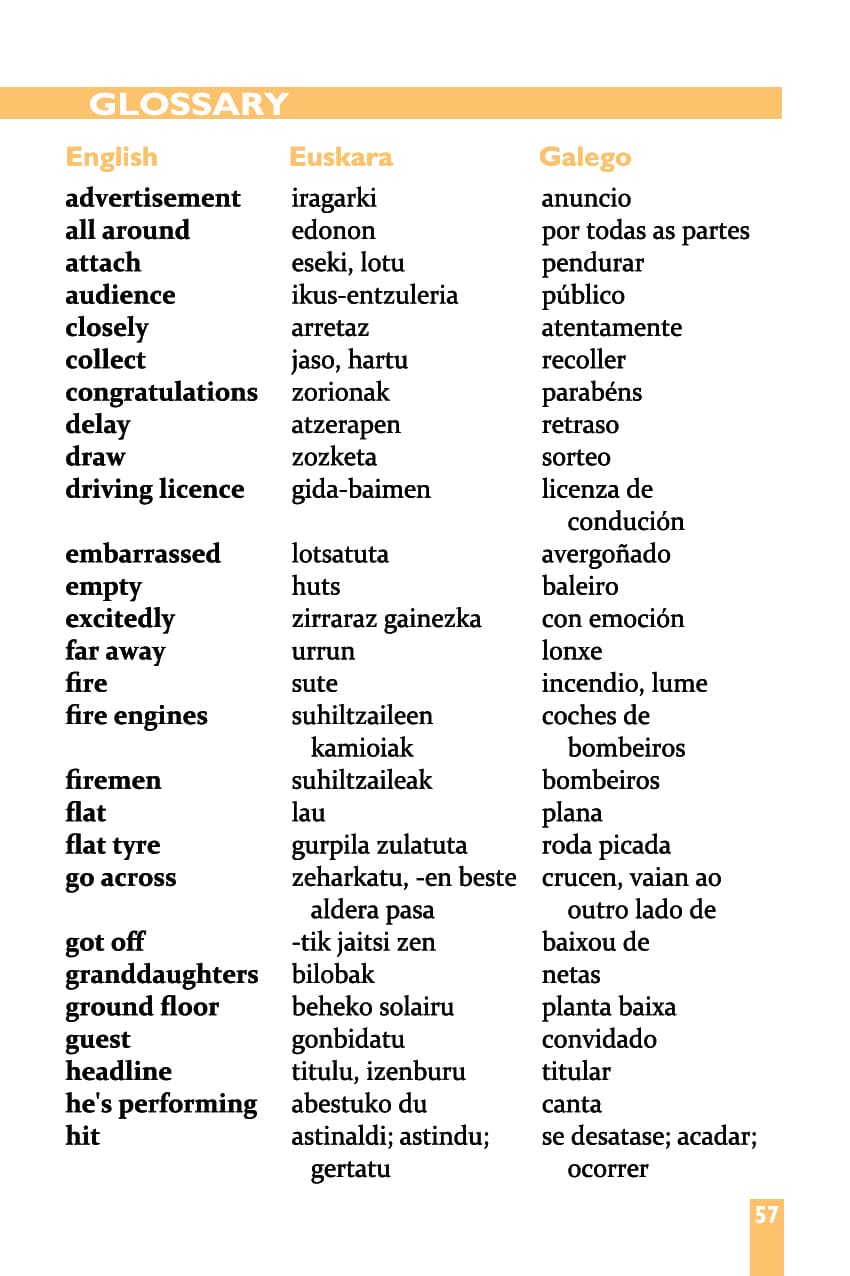 GLOSSARY
English Euskara Galego
advertisement iragarki anuncio
all around edonon por todas as partes
attach eseki, lotu pendurar
audience ikus-entzuleria público
closely arretaz atentamente
collect jaso, hartu recoller
congratulations zorionak parabéns
delay atzerapen retraso
draw zozketa sorteo
driving licence gida-baimen licenza de
condución
embarrassed lotsatuta avergoñado
empty huts baleiro
excitedly zirraraz gainezka con emoción
far away urrun lonxe
fire sute incendio, lume
fire engines suhiltzaileen coches de
kamioiak bombeiros
firemen suhiltzaileak bombeiros
flat lau plana
flat tyre gurpila zulatuta roda picada
go across zeharkatu, -en beste crucen, vaian ao
aldera pasa outro lado de
got off -tik jaitsi zen baixou de
granddaughters bilobak netas
ground floor beheko solairu planta baixa
guest gonbidatu convidado
headline titulu, izenburu titular
he's performing abestuko du canta
hit astinaldi; astindu; se desatase; acadar;
gertatu ocorrer
57